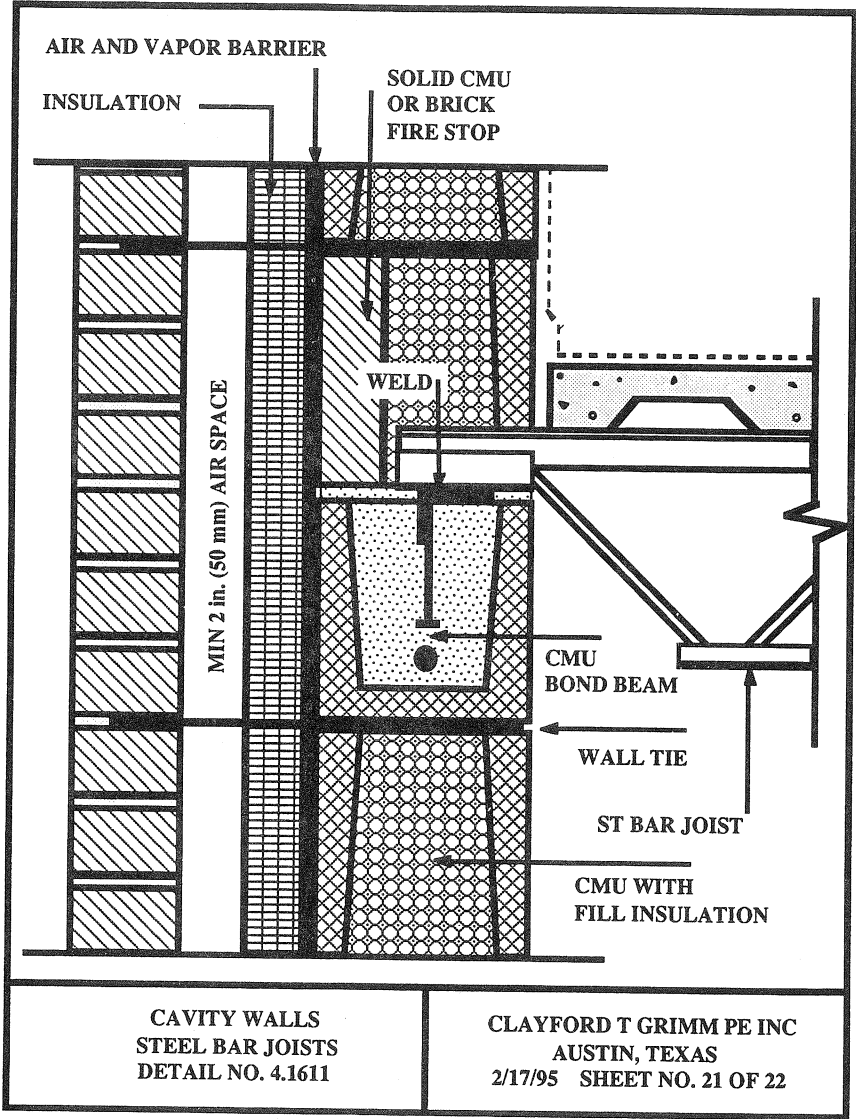 AIR AND VAPOR BARRIER
INSULATION
SOLID CMU
OR BRICK
FIRE STOP
WELD
MIN 2 in. (50 mm) AIR SPACE
CMU
BOND BEAM
WALL TIE
ST BAR JOIST
CMU WITH
FILL INSULATION
CAVITY WALLS
STEEL BAR JOISTS
DETAIL NO. 4.1611
CLAYFORD T GRIMM PE INC
AUSTIN, TEXAS
2/17/95 SHEET NO. 21 OF 22